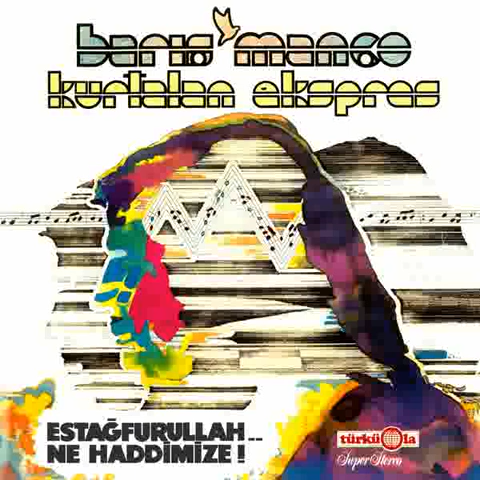 barış manço
kurtalan ekspres
ESTAĞFURULLAH..
NE HADDİMİZE!
türküola
Super Stereo